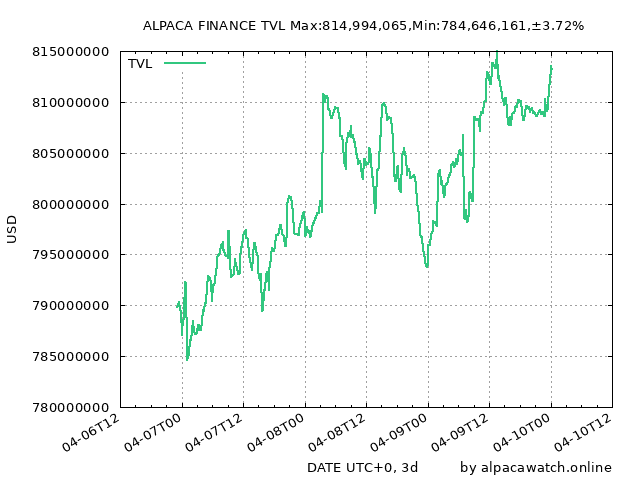 ALPACA FINANCE TVL Max:814,994,065,Min:784,646,161,±3.72%
TVL
815000000
810000000
805000000
800000000
795000000
790000000
785000000
780000000
USD
04-06T12
04-07T00
04-07T12
04-08T00
04-08T12
04-09T00
04-09T12
04-10T00
04-10T12
DATE UTC+0, 3d
by alpacawatch.online